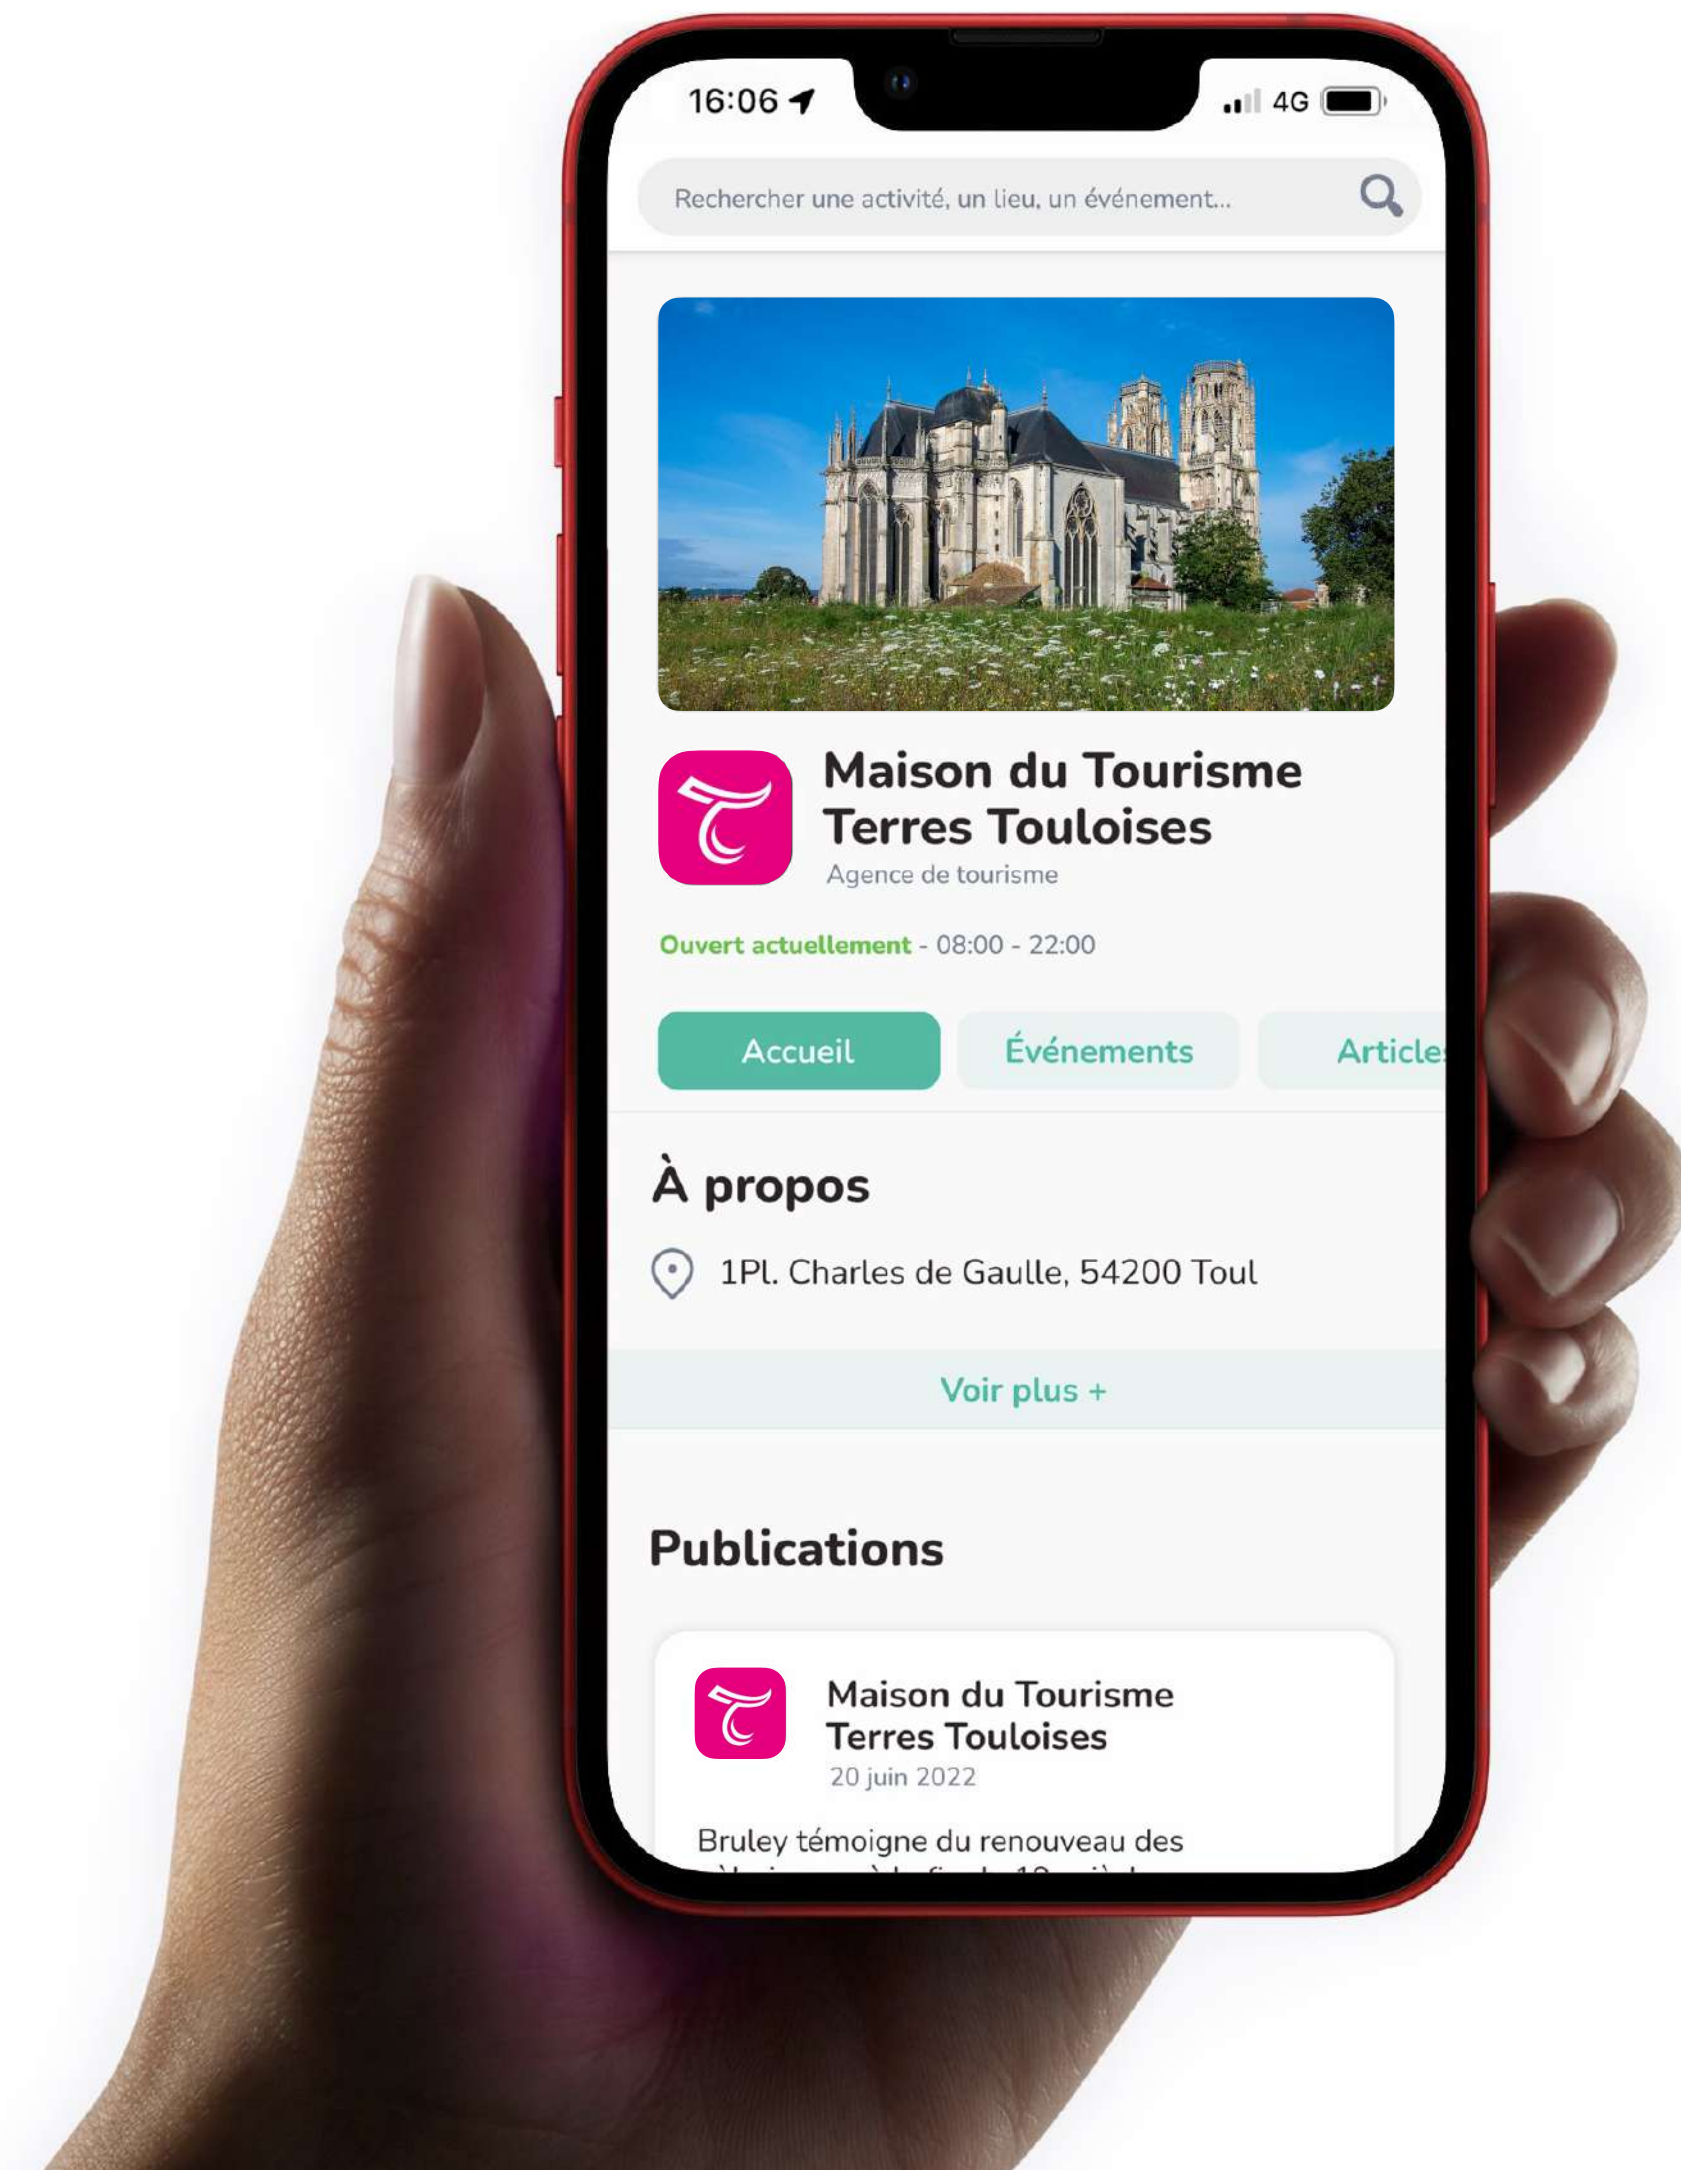 16:06
4G
Rechercher une activité, un lieu, un événement...
Maison du Tourisme
Terres Touloises
Agence de tourisme
Ouvert actuellement - 08:00 - 22:00
Accueil
Événements
Articles
À propos
1Pl. Charles de Gaulle, 54200 Toul
Voir plus +
Publications
Maison du Tourisme
Terres Touloises
20 juin 2022
Bruley témoigne du renouveau des